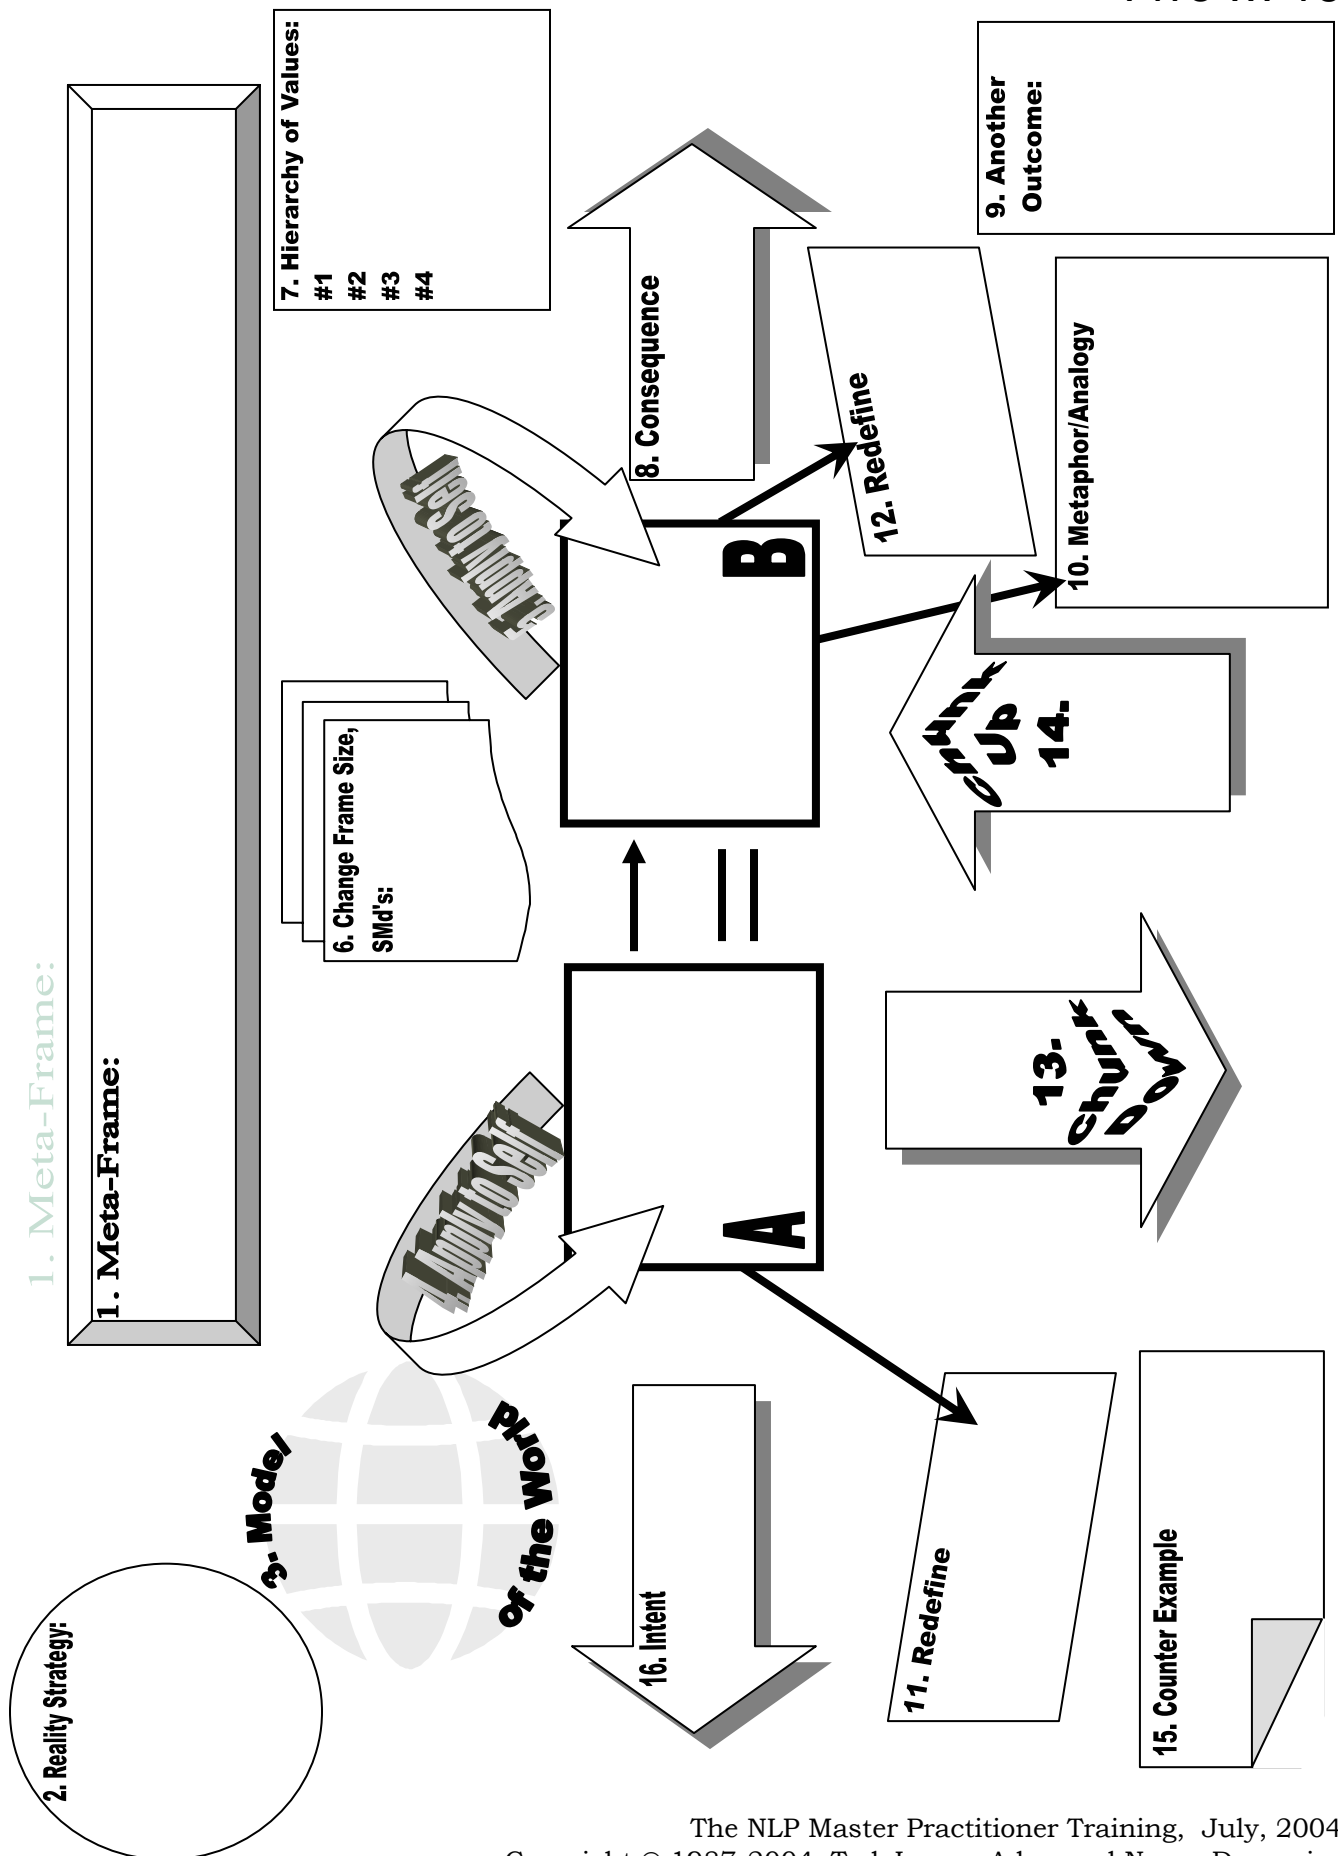 1. Meta-Frame:
1. Meta-Frame:
2. Reality Strategy:
3. Model
of the World
4. Apply to Self
6. Change Frame Size,
SMd's:
5. Apply to Self
7. Hierarchy of Values:
#1
#2
#3
#4
16. Intent
A
=
B
8. Consequence
11. Redefine
13.
Chunk
Down
Chunk
Up
14.
12. Redefine
9. Another
Outcome:
15. Counter Example
10. Metaphor/Analogy
The NLP Master Practitioner Training, July, 2004